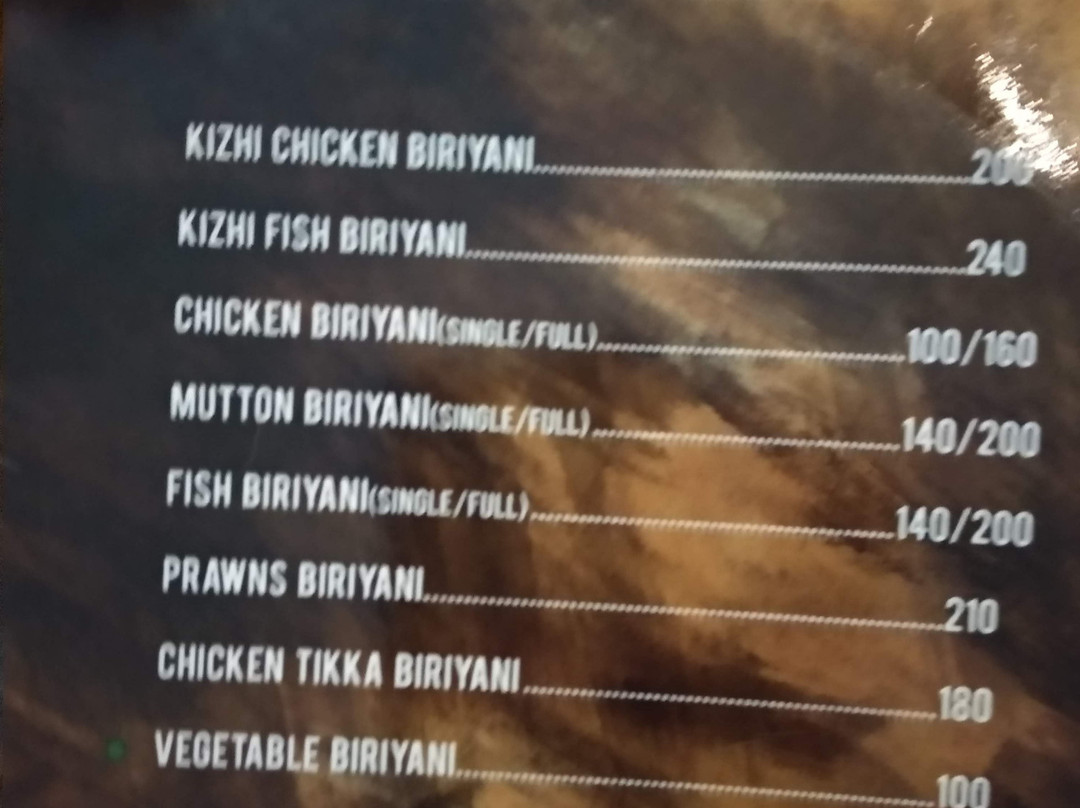 KIZHI CHICKEN BIRIYANI........200
KIZHI FISH BIRIYANI........240
CHICKEN BIRIYANI(SINGLE/FULL)........100/160
MUTTON BIRIYANI(SINGLE/FULL)........140/200
FISH BIRIYANI(SINGLE/FULL)........140/200
PRAWNS BIRIYANI........210
CHICKEN TIKKA BIRIYANI........180
VEGETABLE BIRIYANI........100